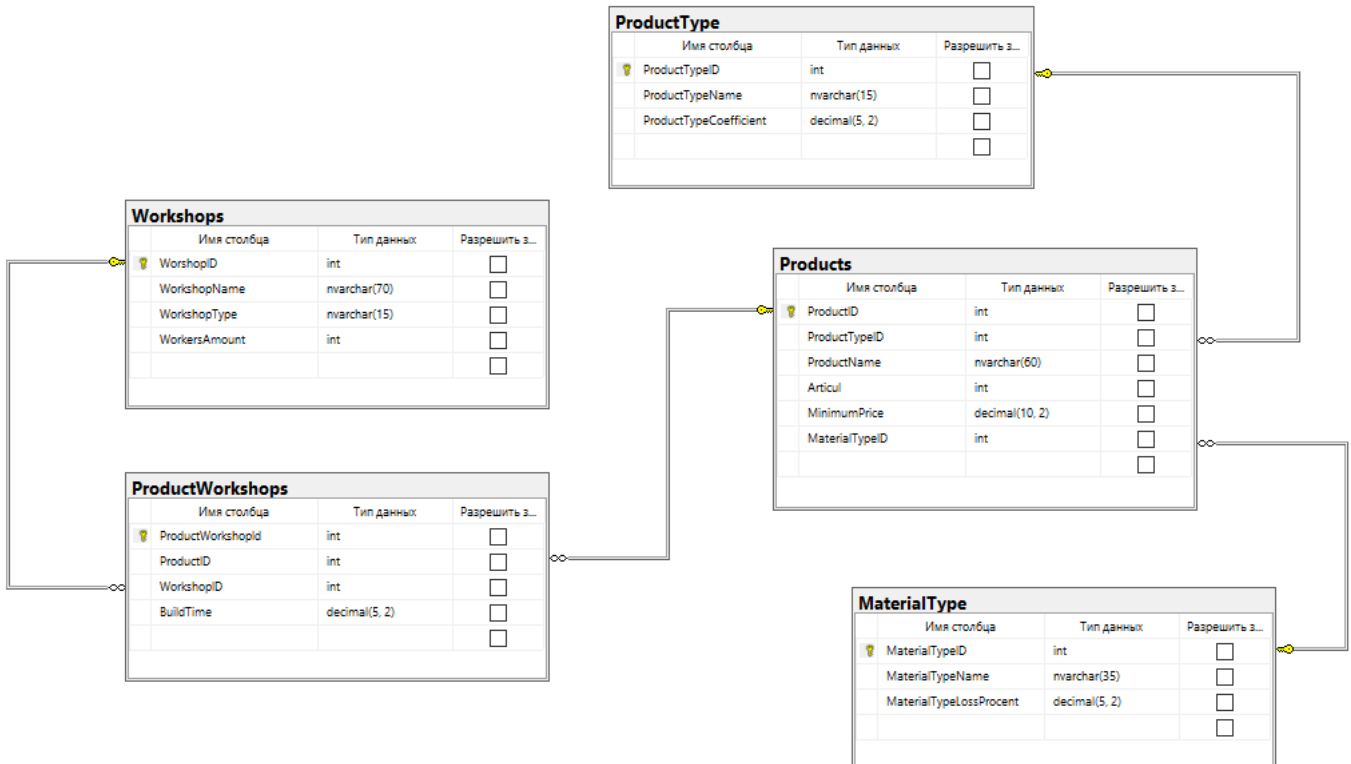 ProductType
Имя столбца Тип данных Разрешить з...
ProductTypeID int
ProductTypeName nvarchar(15)
ProductTypeCoefficient decimal(5, 2)
Workshops
Имя столбца Тип данных Разрешить з...
WorshopID int
WorkshopName nvarchar(70)
WorkshopType nvarchar(15)
WorkersAmount int
Products
Имя столбца Тип данных Разрешить з...
ProductID int
ProductTypeID int
ProductName nvarchar(60)
Articul int
MinimumPrice decimal(10, 2)
MaterialTypeID int
ProductWorkshops
Имя столбца Тип данных Разрешить з...
ProductWorkshopId int
ProductID int
WorkshopID int
BuildTime decimal(5, 2)
MaterialType
Имя столбца Тип данных Разрешить з...
MaterialTypeID int
MaterialTypeName nvarchar(35)
MaterialTypeLossProcent decimal(5, 2)